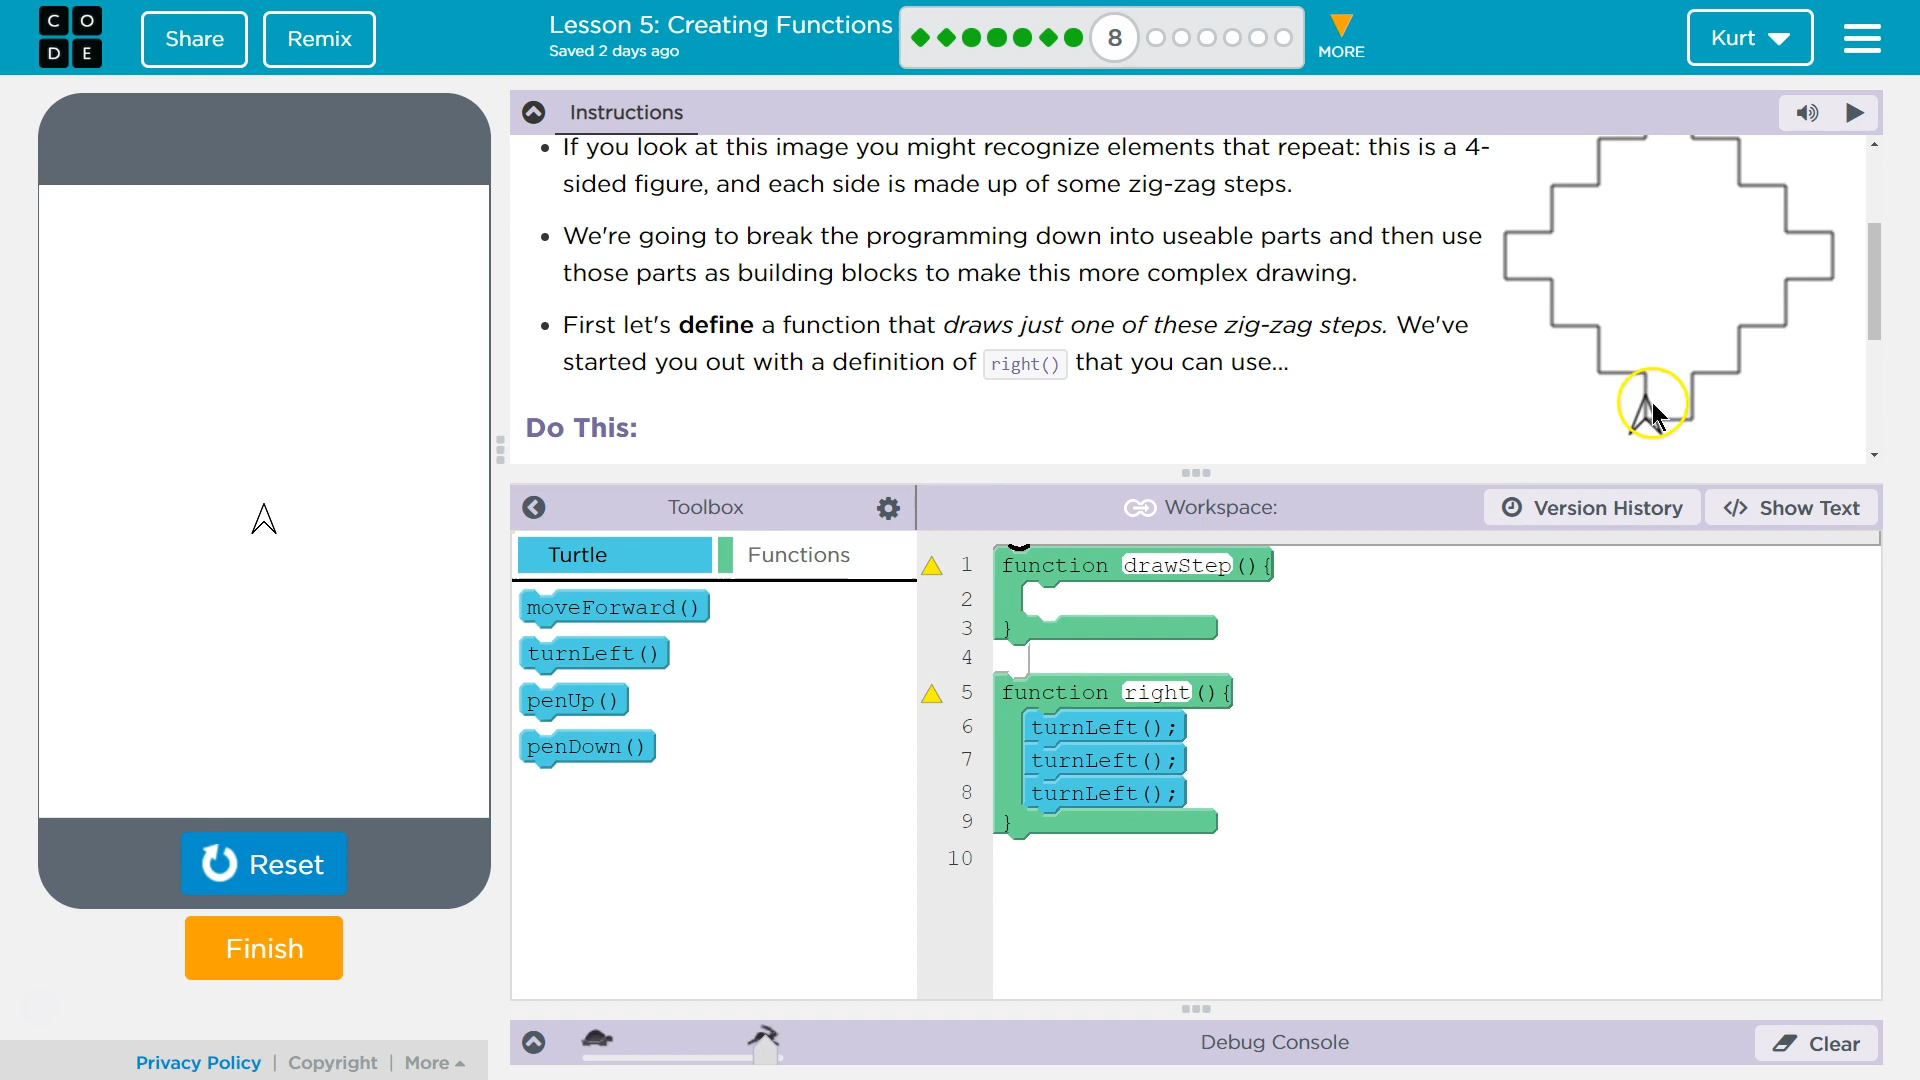 C O
D E
Share
Remix
Lesson 5: Creating Functions
Saved 2 days ago
8
MORE
Kurt
Instructions
If you look at this image you might recognize elements that repeat: this is a 4-
sided figure, and each side is made up of some zig-zag steps.
We're going to break the programming down into useable parts and then use
those parts as building blocks to make this more complex drawing.
First let's define a function that draws just one of these zig-zag steps. We've
started you out with a definition of right() that you can use...
Do This:
Toolbox
Workspace:
Version History
</> Show Text
Turtle
Functions
moveForward()
turnLeft()
penUp()
penDown()
1 function drawStep(){
2
3 }
4
5 function right(){
6 turnLeft();
7 turnLeft();
8 turnLeft();
9 }
10
Reset
Finish
Debug Console
Clear
Privacy Policy | Copyright | More